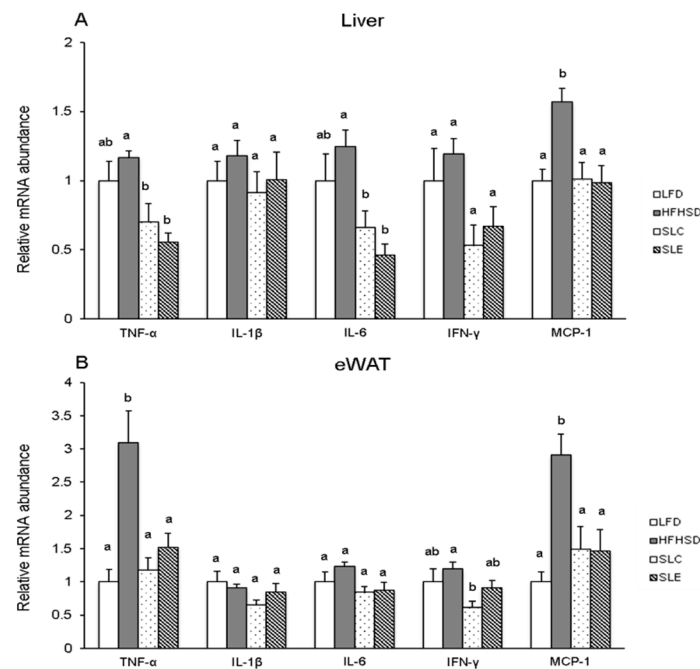 A Liver
Relative mRNA abundance
2
1.5
1
0.5
0
ab a b b
a a a a
ab a b b
a a a a
a b a a
TNF-α IL-1β IL-6 IFN-γ MCP-1
LFD
HFHSD
SLC
SLE
B eWAT
Relative mRNA abundance
4
3.5
3
2.5
2
1.5
1
0.5
0
a b a a
a a a a
a a a a
ab a b ab
a b a a
TNF-α IL-1β IL-6 IFN-γ MCP-1
LFD
HFHSD
SLC
SLE